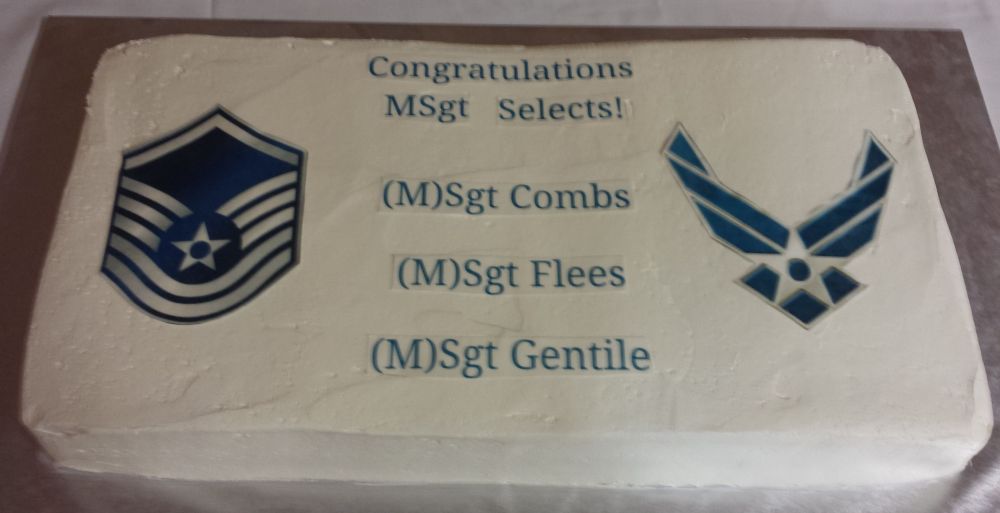 Congratulations
MSgt Selects!
(M)Sgt Combs
(M)Sgt Flees
(M)Sgt Gentile